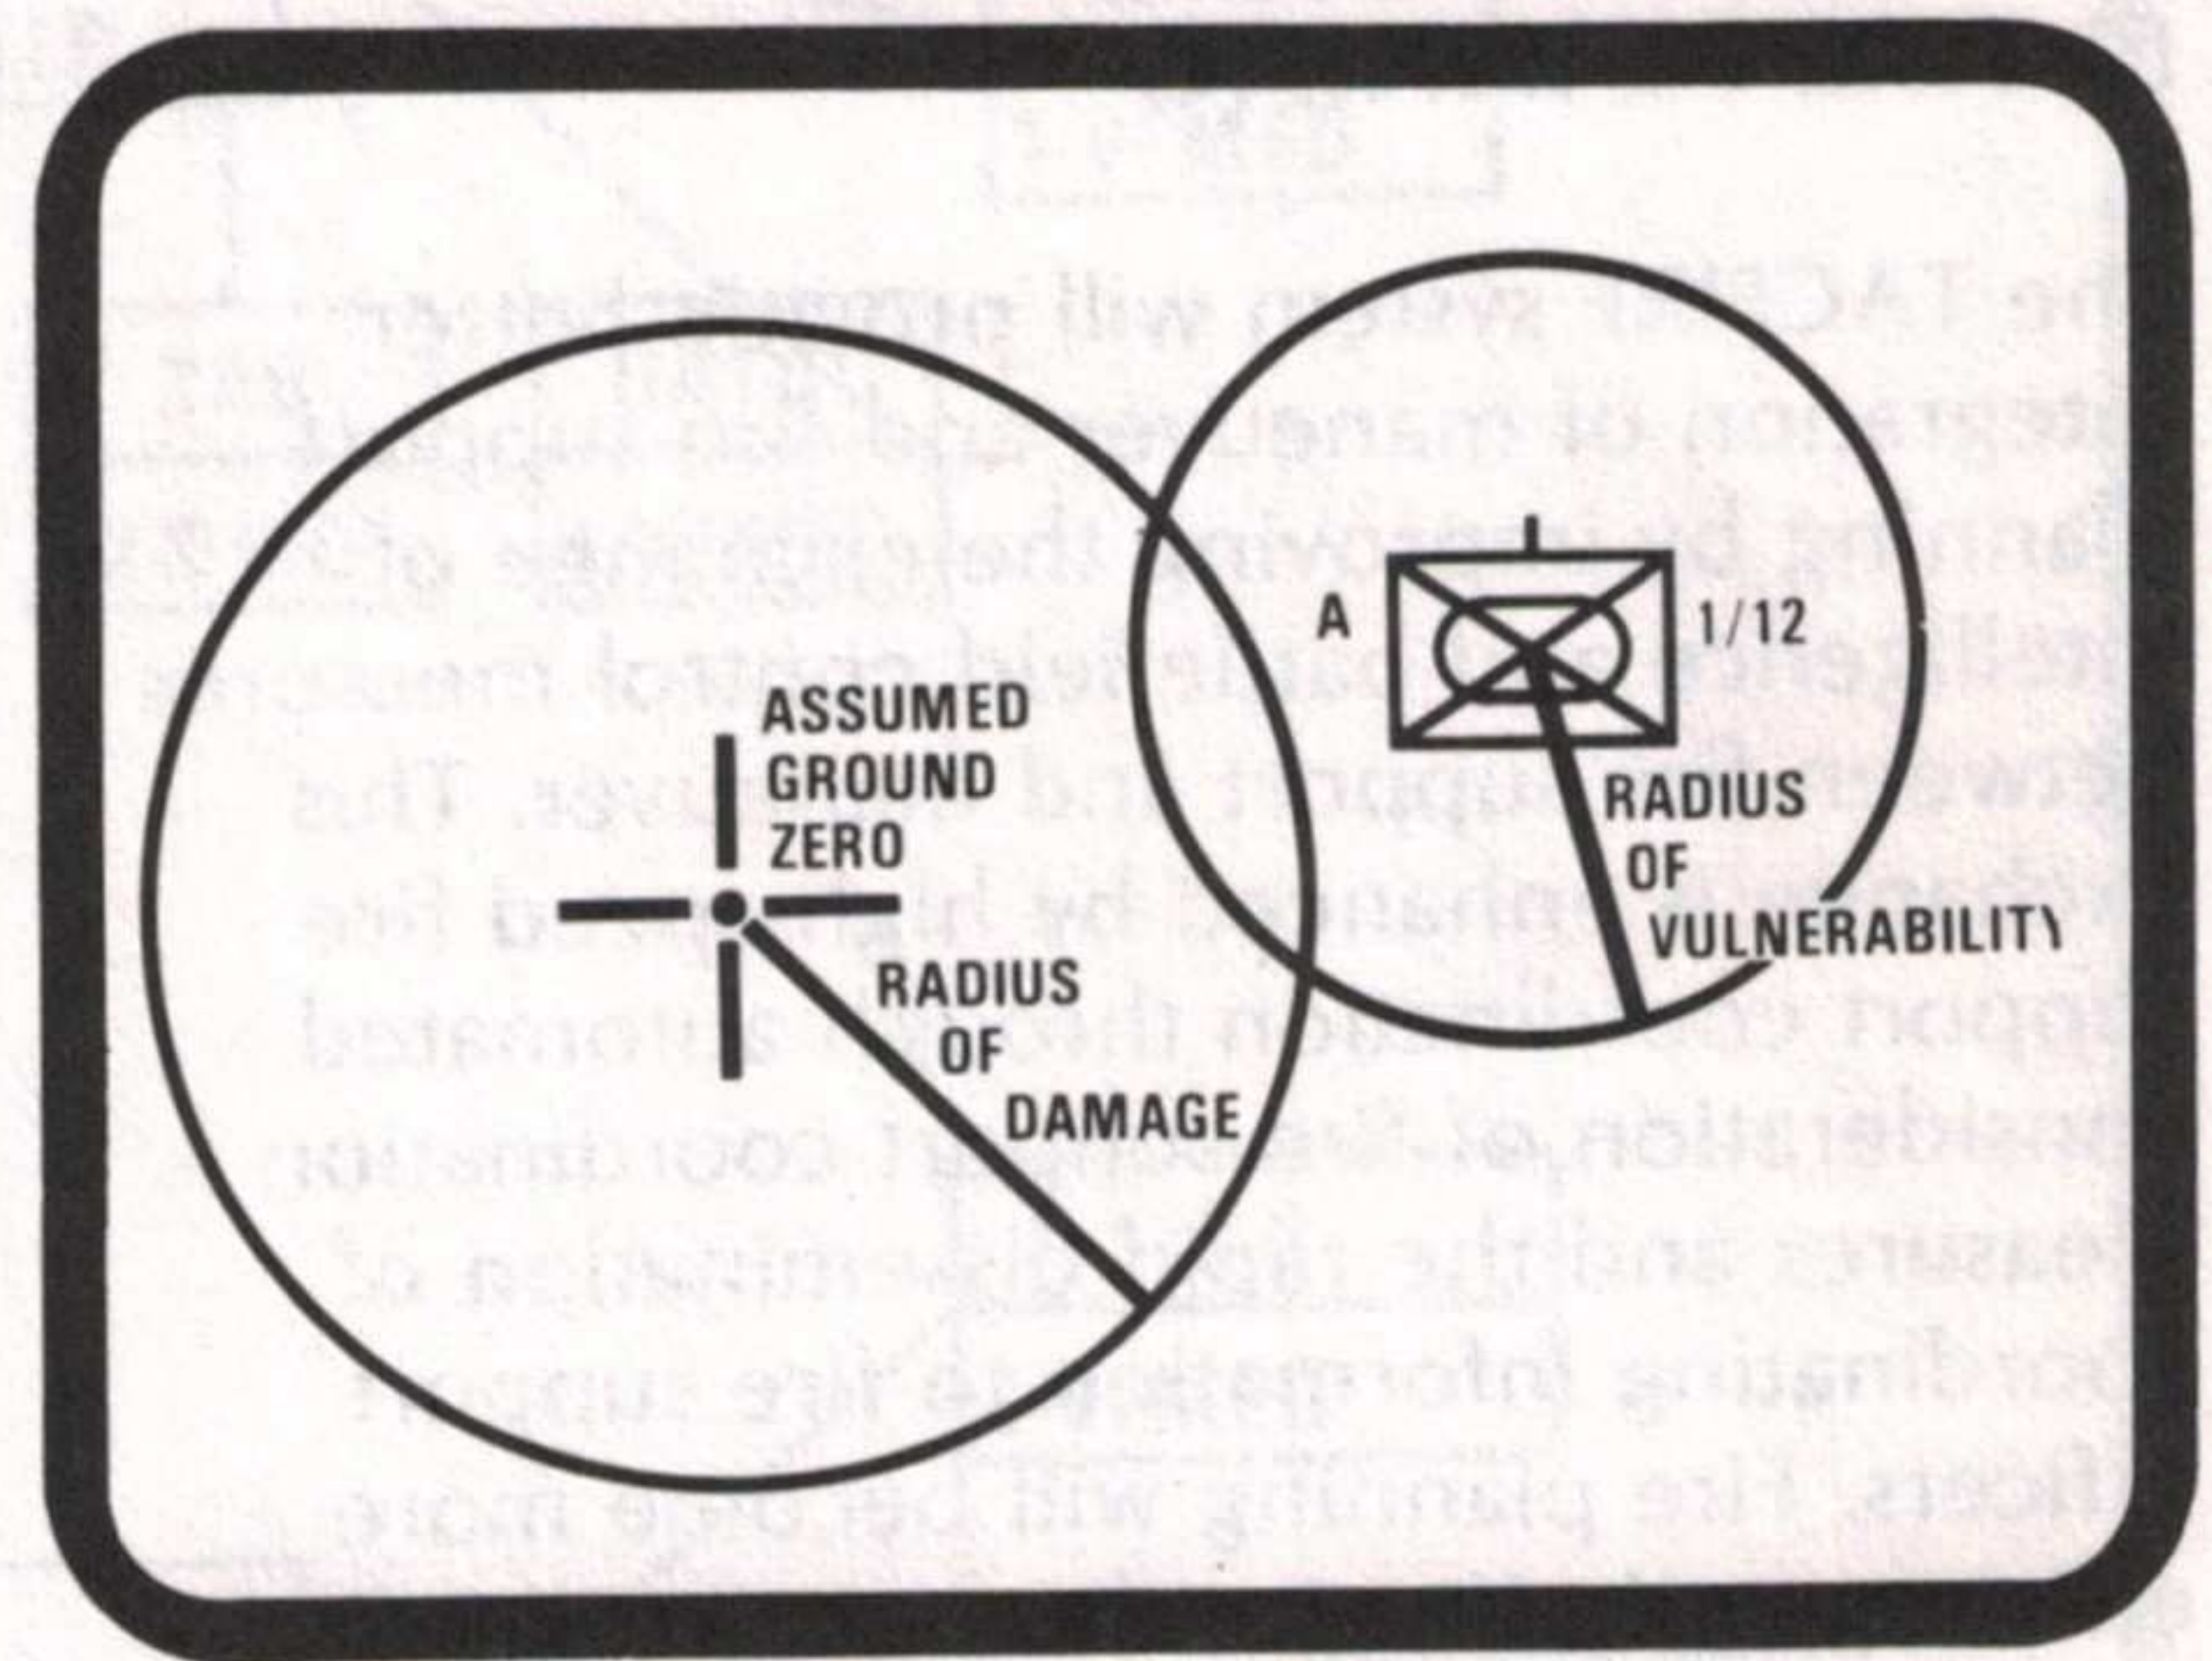 ASSUMED
GROUND
ZERO
RADIUS
OF
DAMAGE
A
1/12
RADIUS
OF
VULNERABILITY